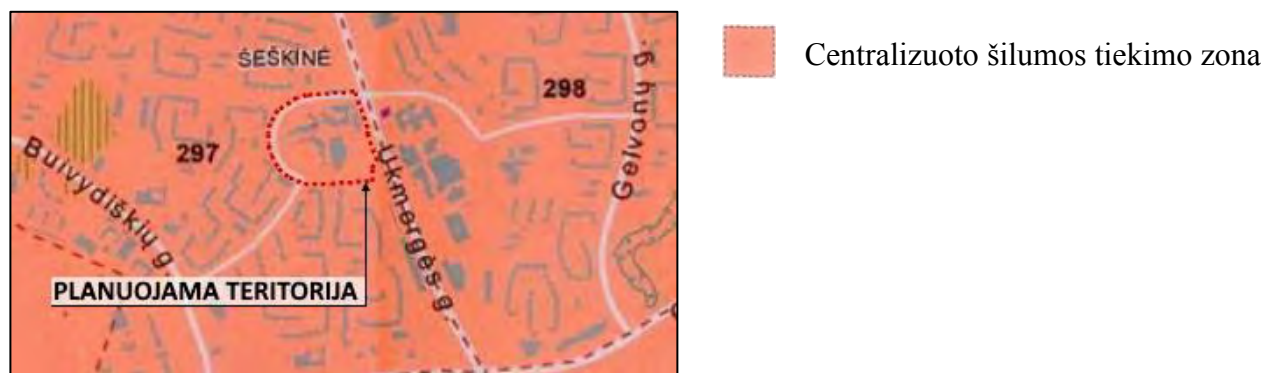 ŠEŠKINĖ
298
297
Gelvonų g.
Buivydiškių g.
Ukmergės g.
PLANUOJAMA TERITORIJA
Centralizuoto šilumos tiekimo zona